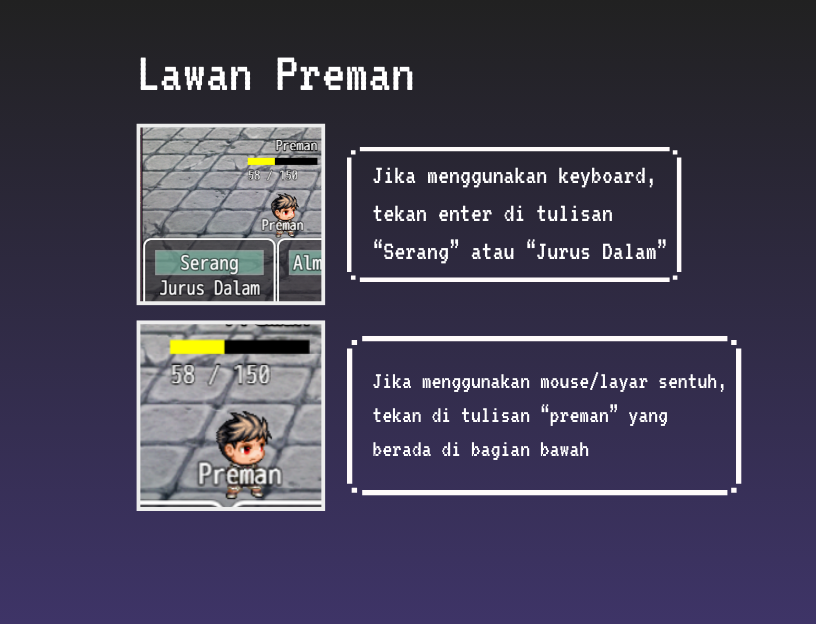 Lawan Preman
Preman
58 / 150
Preman
Serang
Alm
Jurus Dalam
Jika menggunakan keyboard,
tekan enter di tulisan
“Serang” atau “Jurus Dalam”
58 / 150
Preman
Jika menggunakan mouse/layar sentuh,
tekan di tulisan “preman” yang
berada di bagian bawah